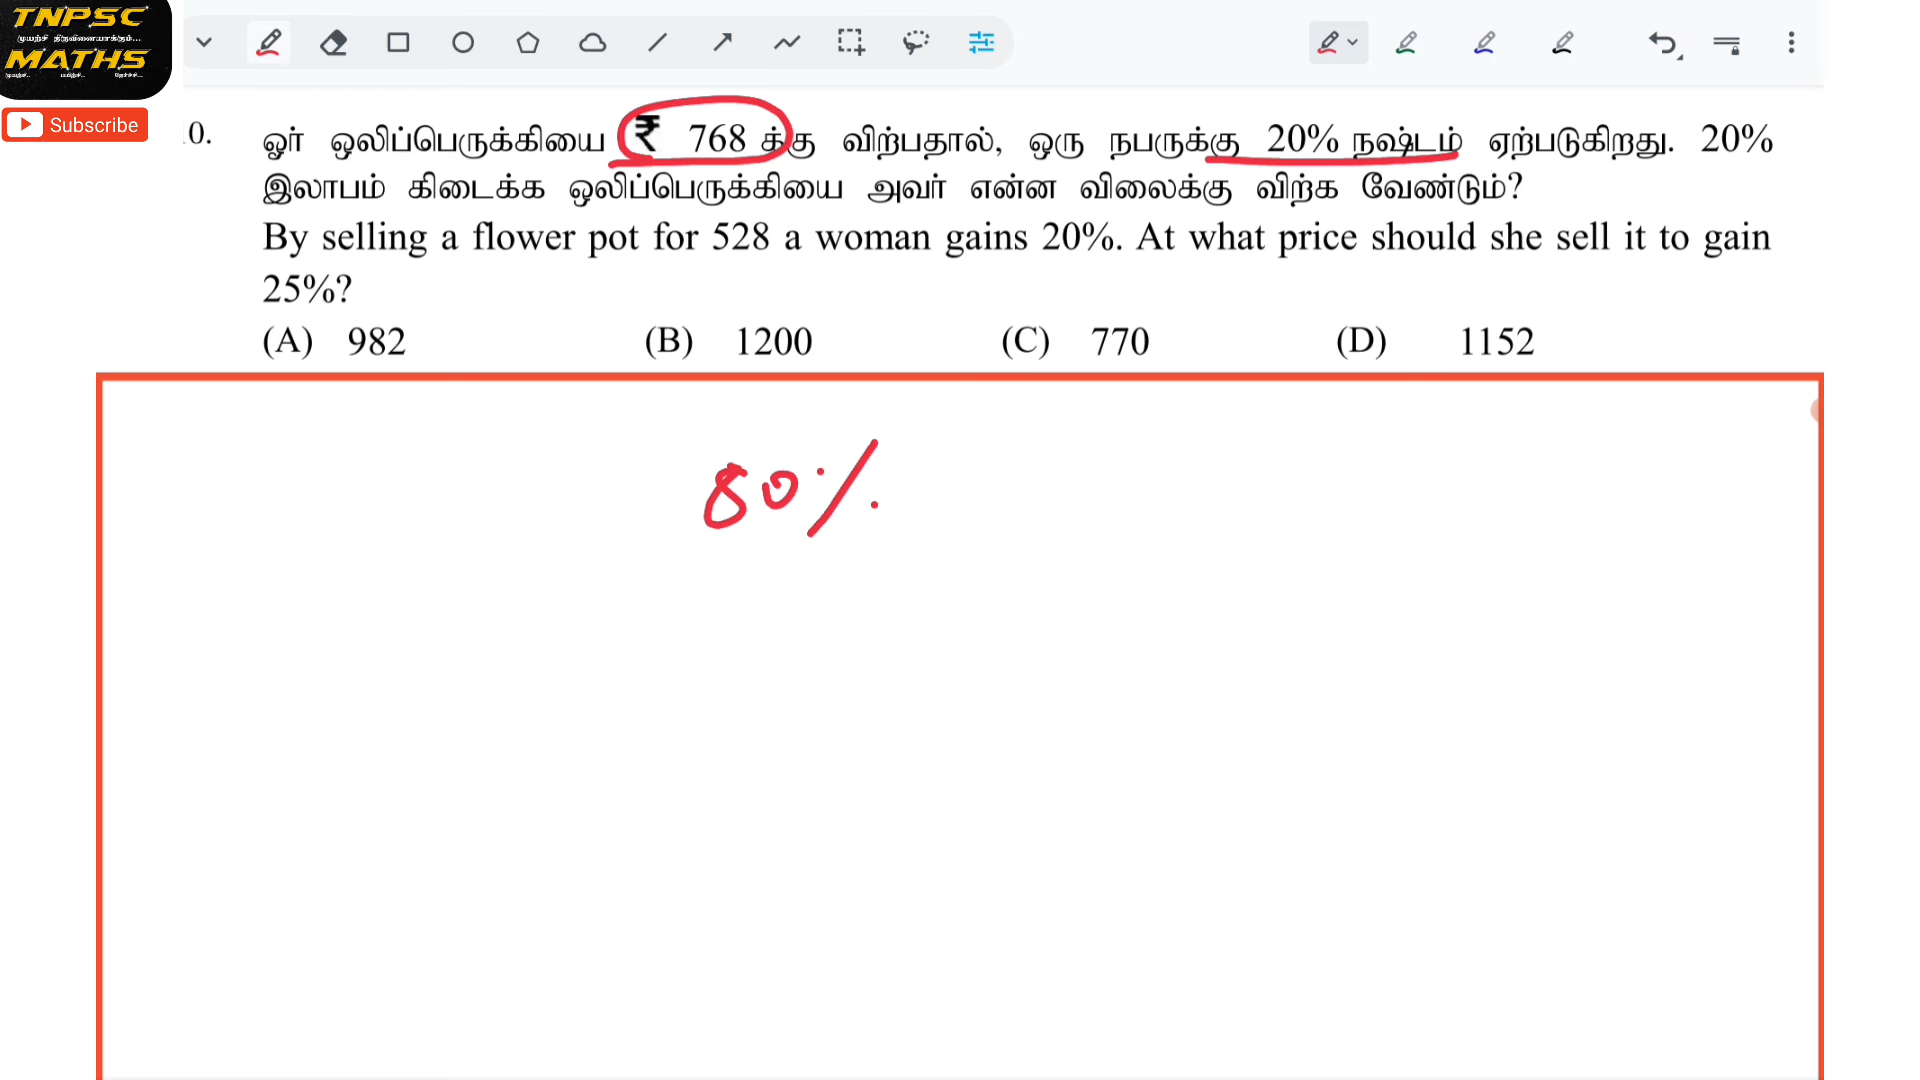 TNPSC
MATHS
Subscribe
0. ஓர் ஒலிப்பெருக்கியை ₹ 768 க்கு விற்பதால், ஒரு நபருக்கு 20% நஷ்டம் ஏற்படுகிறது. 20%
இலாபம் கிடைக்க ஒலிப்பெருக்கியை அவர் என்ன விலைக்கு விற்க வேண்டும்?
By selling a flower pot for 528 a woman gains 20%. At what price should she sell it to gain
25%?
(A) 982 (B) 1200 (C) 770 (D) 1152
80%